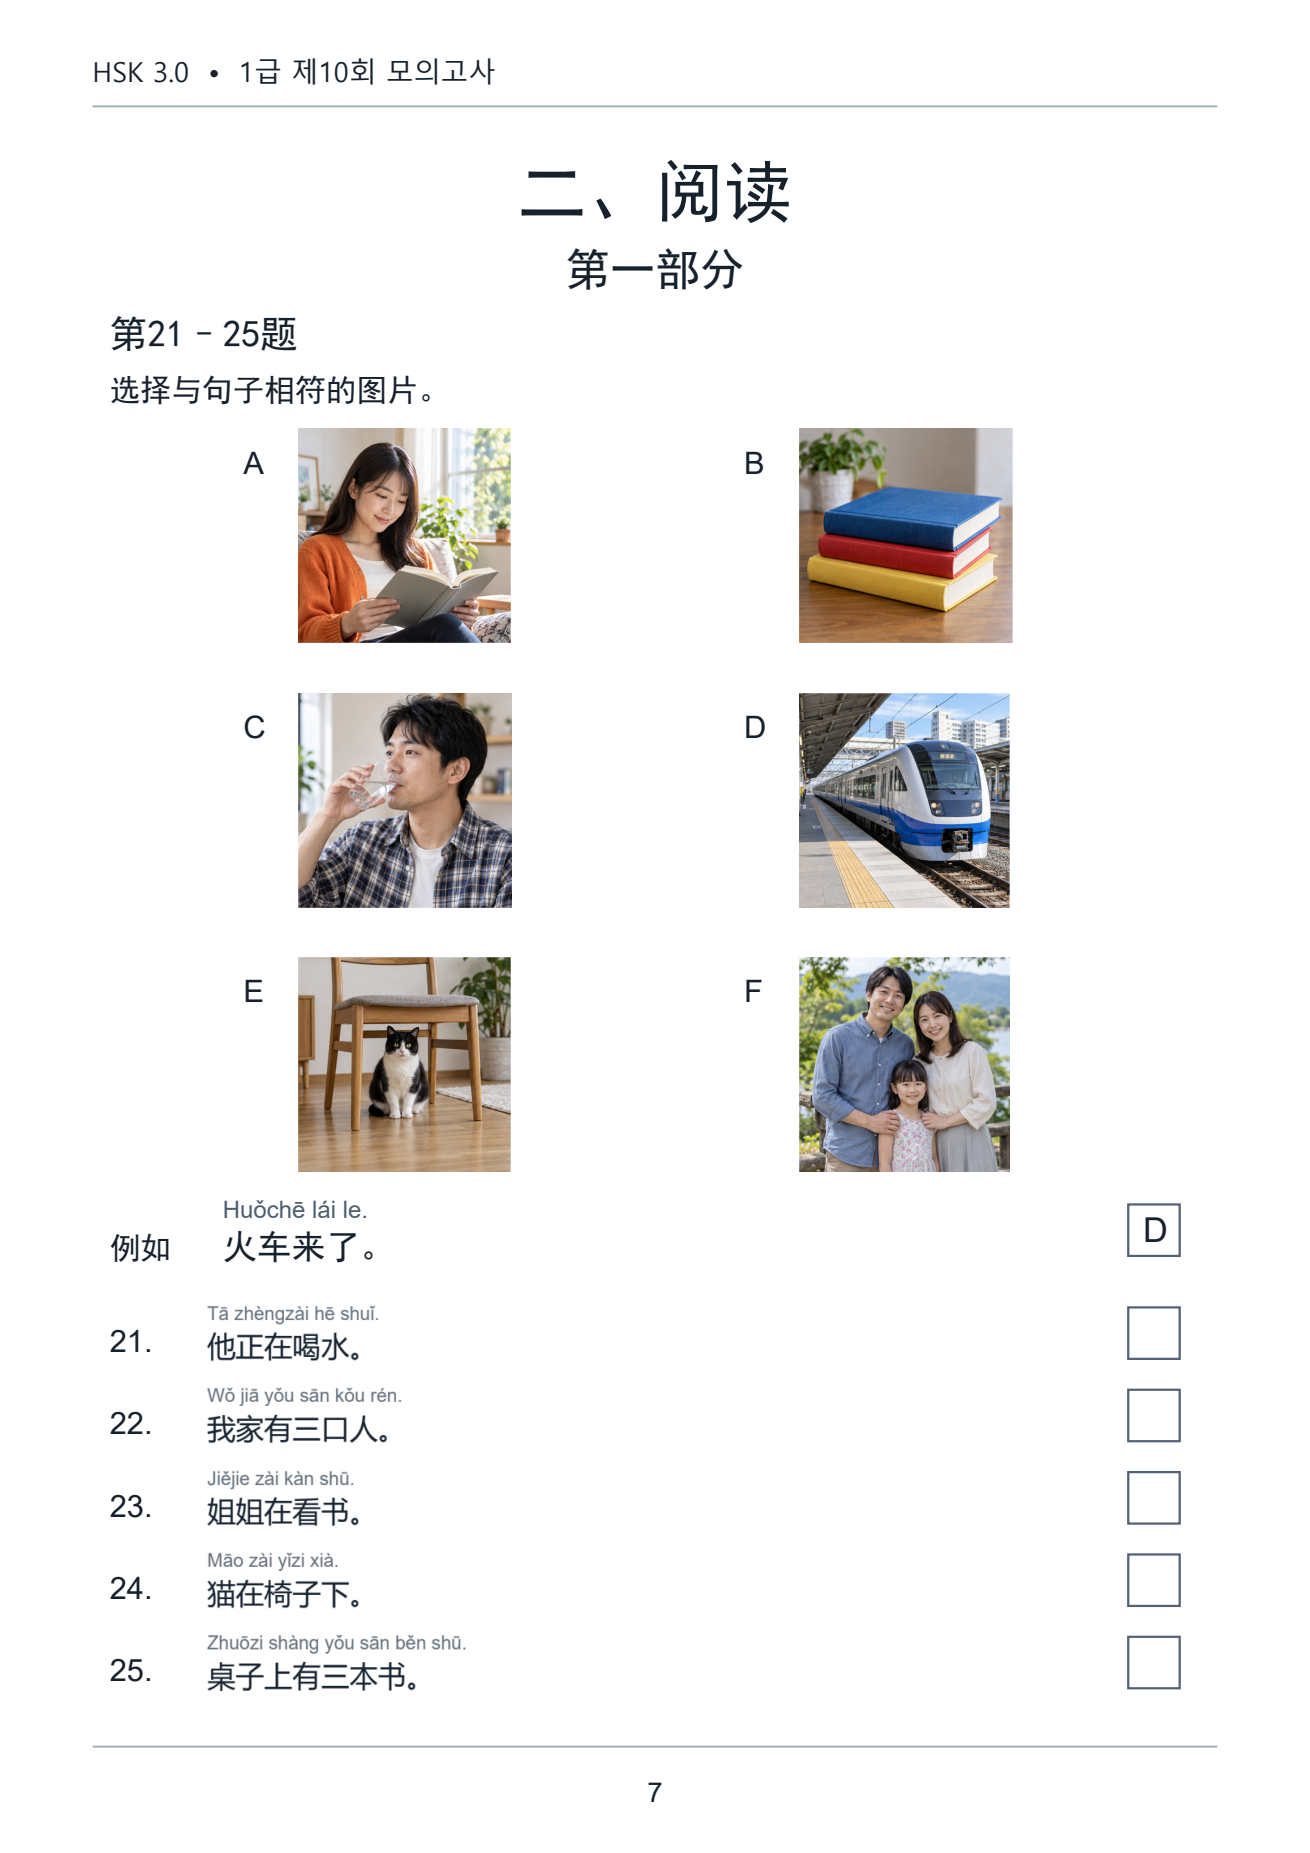 HSK 3.0 • 1급 제10회 모의고사
二、阅读
第一部分
第21－25题
选择与句子相符的图片。
A
B
C
D
E
F
Huǒchē lái le.
例如 火车来了。 D
Tā zhèngzài hē shuǐ.
21. 他正在喝水。
Wǒ jiā yǒu sān kǒu rén.
22. 我家有三口人。
Jiějie zài kàn shū.
23. 姐姐在看书。
Māo zài yǐzi xià.
24. 猫在椅子下。
Zhuōzi shàng yǒu sān běn shū.
25. 桌子上有三本书。
7